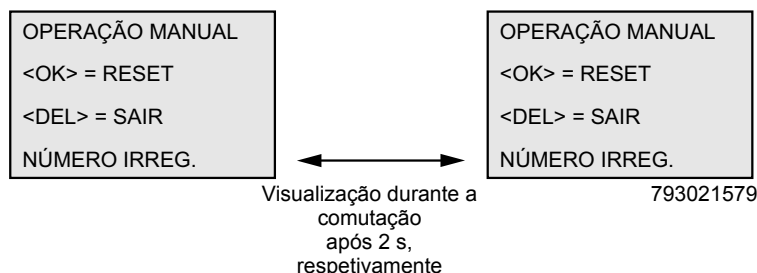 OPERAÇÃO MANUAL
<OK> = RESET
<DEL> = SAIR
NÚMERO IRREG.
OPERAÇÃO MANUAL
<OK> = RESET
<DEL> = SAIR
NÚMERO IRREG.
Visualização durante a
comutação
após 2 s,
respetivamente
793021579